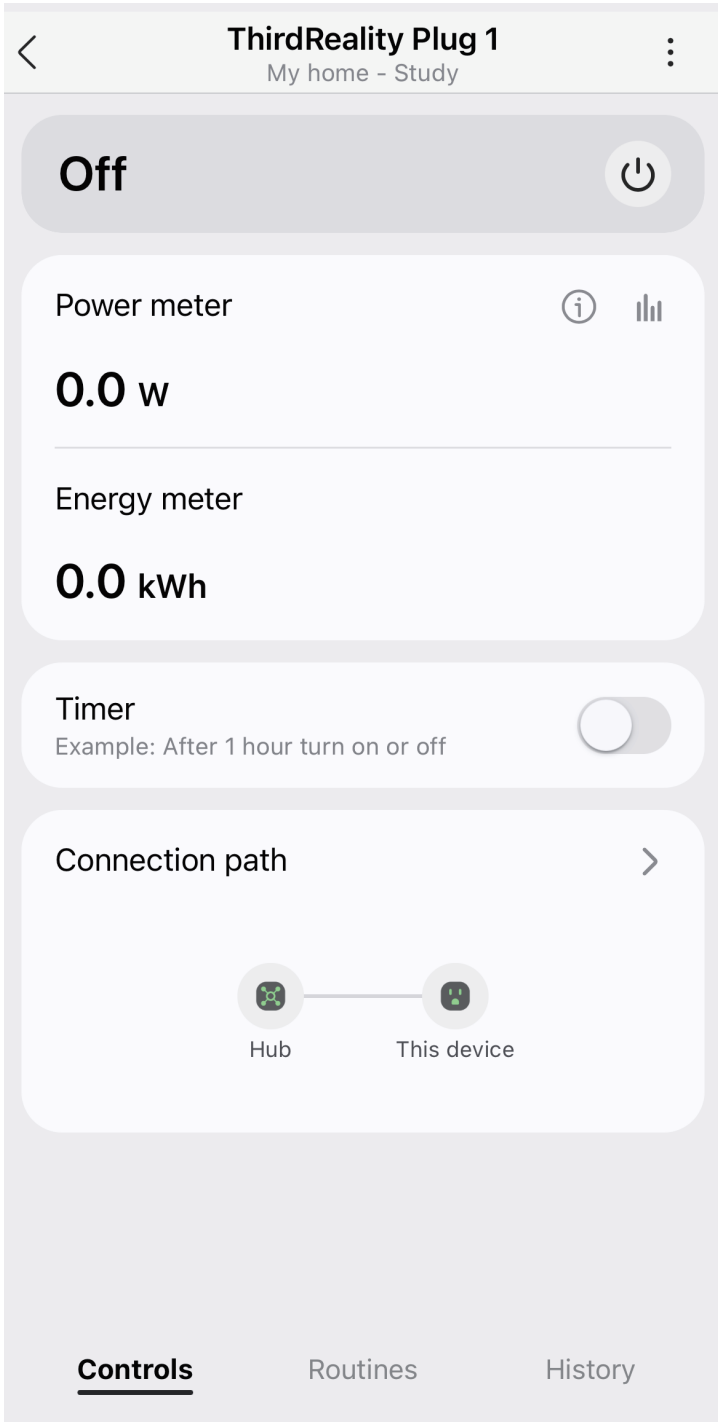 ThirdReality Plug 1
My home - Study
Off
Power meter
0.0 W
Energy meter
0.0 kWh
Timer
Example: After 1 hour turn on or off
Connection path
Hub
This device
Controls
Routines
History